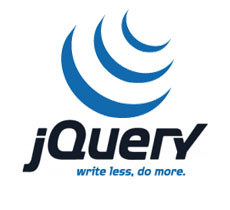 jQuery
write less, do more.